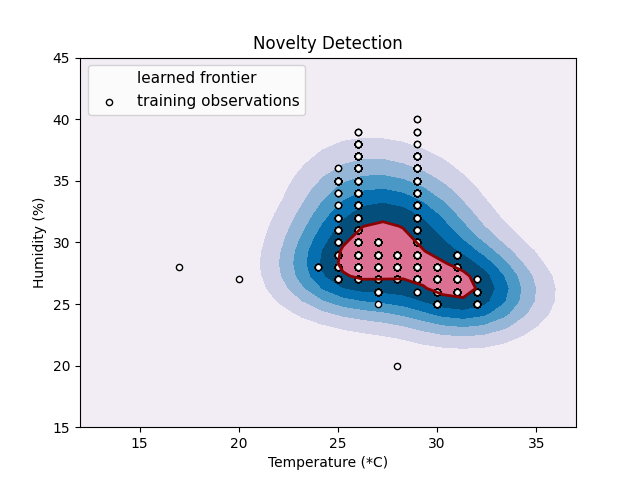 Novelty Detection
learned frontier
training observations
45
40
35
30
25
20
15
Humidity (%)
15 20 25 30 35
Temperature (*C)